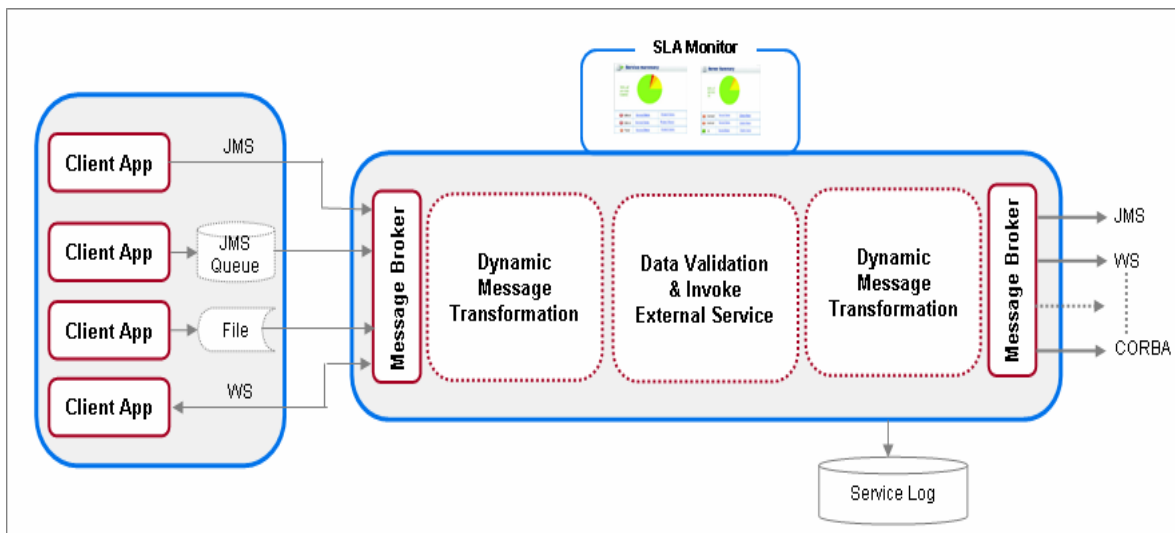 SLA Monitor
Client App
JMS
Client App
JMS
Queue
Client App
File
Client App
WS
Message Broker
Dynamic
Message
Transformation
Data Validation
& Invoke
External Service
Dynamic
Message
Transformation
Message Broker
JMS
WS
CORBA
Service Log